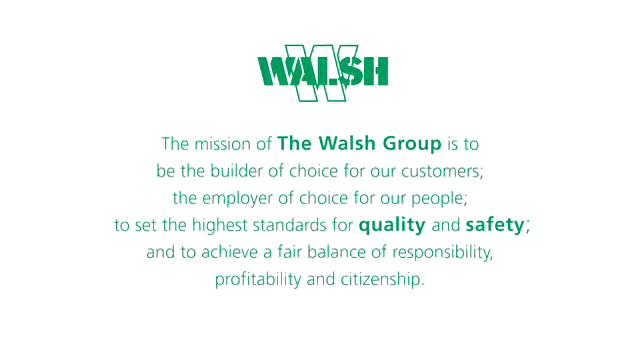 WALSH
The mission of The Walsh Group is to
be the builder of choice for our customers;
the employer of choice for our people;
to set the highest standards for quality and safety;
and to achieve a fair balance of responsibility,
profitability and citizenship.